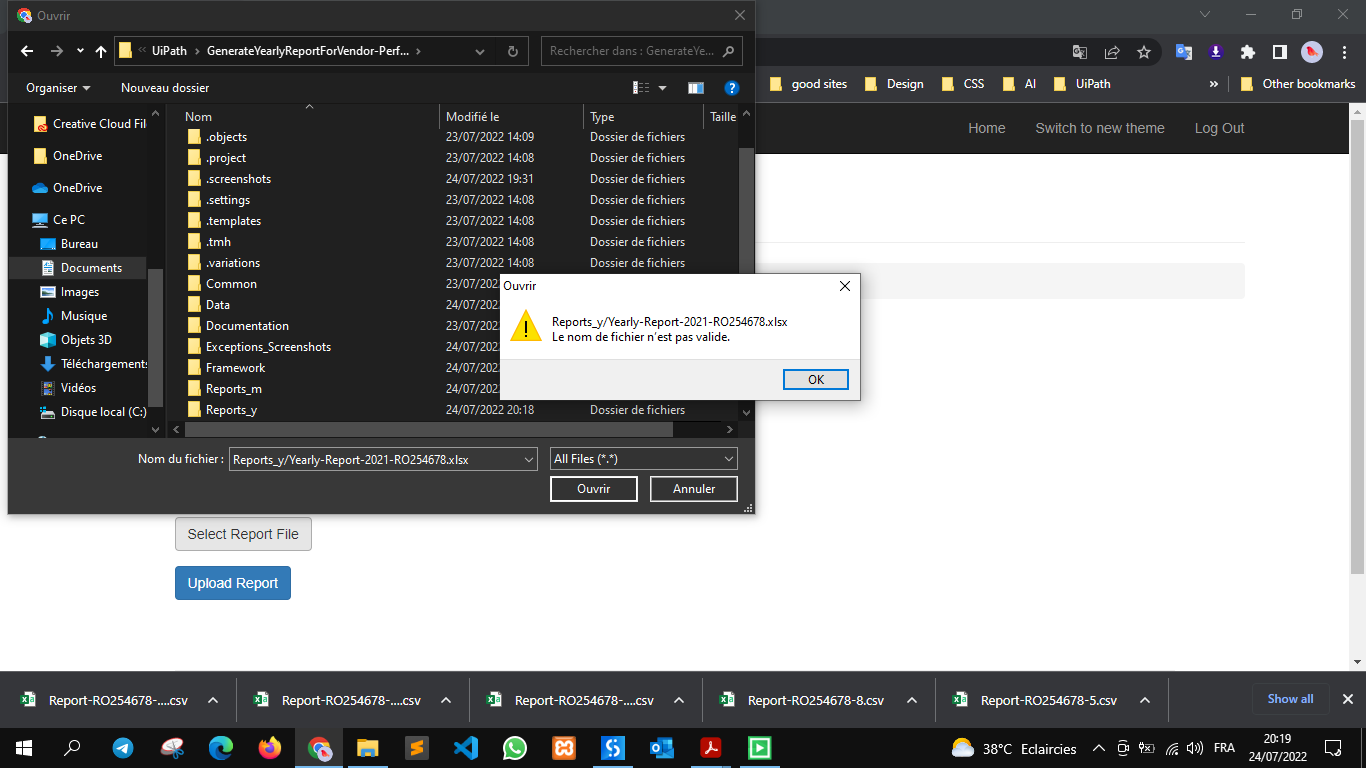 Ouvrir
UiPath
GenerateYearlyReportForVendor-Perf...
Rechercher dans : GenerateYe...
Organiser
Nouveau dossier
good sites
Design
CSS
AI
UiPath
»
Other bookmarks
Home
Switch to new theme
Log Out
Creative Cloud Fil
OneDrive
OneDrive
Ce PC
Bureau
Documents
Images
Musique
Objets 3D
Téléchargements
Vidéos
Disque local (C:)
Nom Modifié le Type Taille
.objects 23/07/2022 14:09 Dossier de fichiers
.project 23/07/2022 14:08 Dossier de fichiers
.screenshots 24/07/2022 19:31 Dossier de fichiers
.settings 23/07/2022 14:08 Dossier de fichiers
.templates 23/07/2022 14:08 Dossier de fichiers
.tmh 23/07/2022 14:08 Dossier de fichiers
.variations 23/07/2022 14:08 Dossier de fichiers
Common 23/07/2022
Data 24/07/2022
Documentation 23/07/2022
Exceptions_Screenshots 24/07/2022
Framework 24/07/2022
Reports_m 24/07/2022
Reports_y 24/07/2022 20:18 Dossier de fichiers
Ouvrir
Reports_y/Yearly-Report-2021-RO254678.xlsx
Le nom de fichier n'est pas valide.
OK
Nom du fichier : Reports_y/Yearly-Report-2021-RO254678.xlsx All Files (*.*)
Ouvrir Annuler
Select Report File
Upload Report
Report-RO254678-....csv
Report-RO254678-....csv
Report-RO254678-....csv
Report-RO254678-8.csv
Report-RO254678-5.csv
Show all
38°C Eclaircies
FRA
20:19
24/07/2022